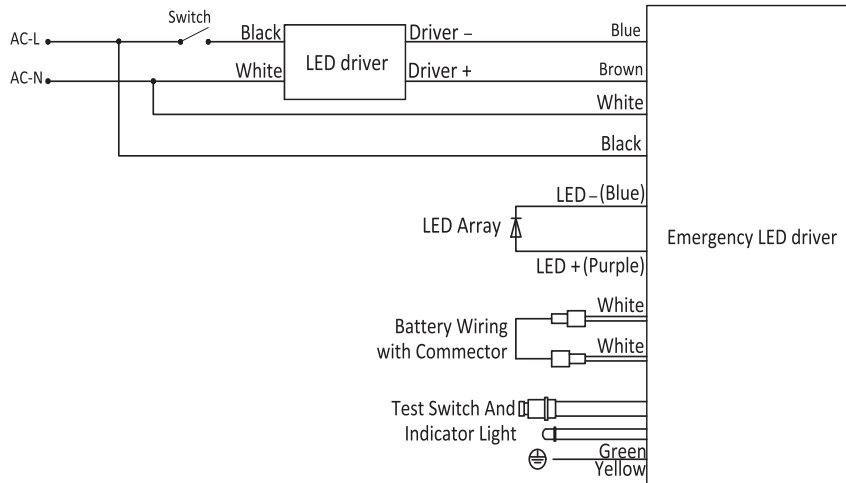 Switch
AC-L
Black
Driver –
Blue
LED driver
AC-N
White
Driver +
Brown
White
Black
LED – (Blue)
LED Array
Emergency LED driver
LED + (Purple)
White
Battery Wiring
with Commector
White
Test Switch And
Indicator Light
Green
Yellow